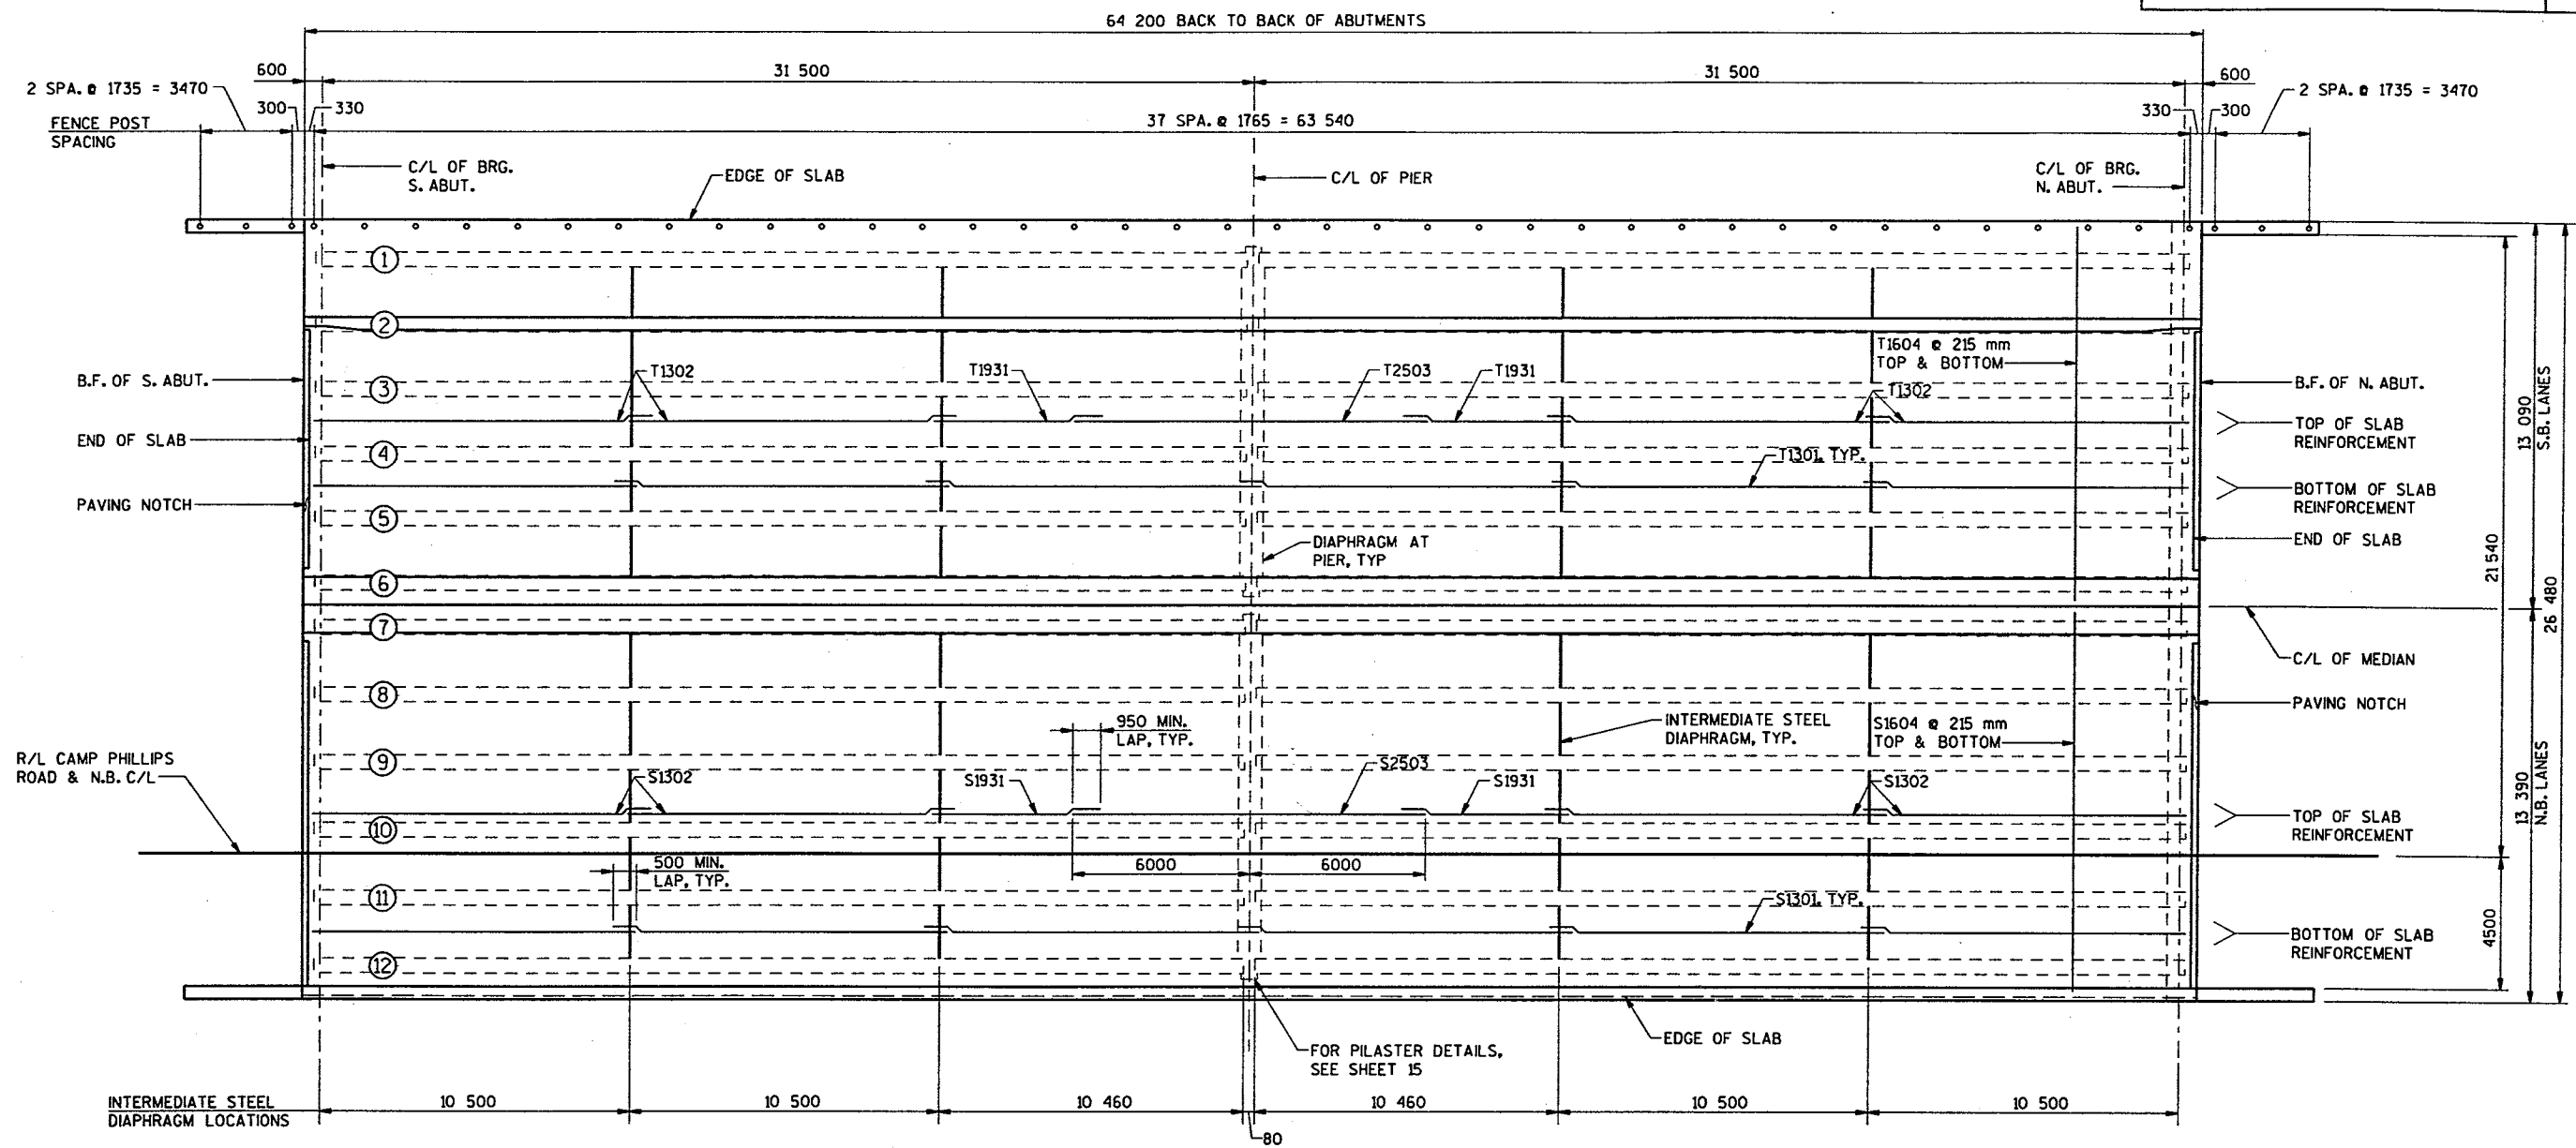 64 200 BACK TO BACK OF ABUTMENTS
600
31 500
31 500
600
2 SPA. @ 1735 = 3470
300
330
37 SPA. @ 1765 = 63 540
330
300
2 SPA. @ 1735 = 3470
FENCE POST
SPACING
C/L OF BRG.
S. ABUT.
EDGE OF SLAB
C/L OF PIER
C/L OF BRG.
N. ABUT.
1
2
T1604 @ 215 mm
TOP & BOTTOM
B.F. OF S. ABUT.
3
T1302
T1931
T2503
T1931
T1302
B.F. OF N. ABUT.
END OF SLAB
TOP OF SLAB
REINFORCEMENT
4
T1301, TYP.
PAVING NOTCH
BOTTOM OF SLAB
REINFORCEMENT
5
DIAPHRAGM AT
PIER, TYP
END OF SLAB
13 090
S.B. LANES
21 540
26 480
6
7
C/L OF MEDIAN
8
PAVING NOTCH
950 MIN.
LAP, TYP.
INTERMEDIATE STEEL
DIAPHRAGM, TYP.
S1604 @ 215 mm
TOP & BOTTOM
R/L CAMP PHILLIPS
ROAD & N.B. C/L
9
S1302
S1931
S2503
S1931
S1302
13 390
N.B. LANES
10
TOP OF SLAB
REINFORCEMENT
500 MIN.
LAP, TYP.
6000
6000
11
S1301, TYP.
4500
BOTTOM OF SLAB
REINFORCEMENT
12
EDGE OF SLAB
FOR PILASTER DETAILS,
SEE SHEET 15
INTERMEDIATE STEEL
DIAPHRAGM LOCATIONS
10 500
10 500
10 460
10 460
10 500
10 500
80